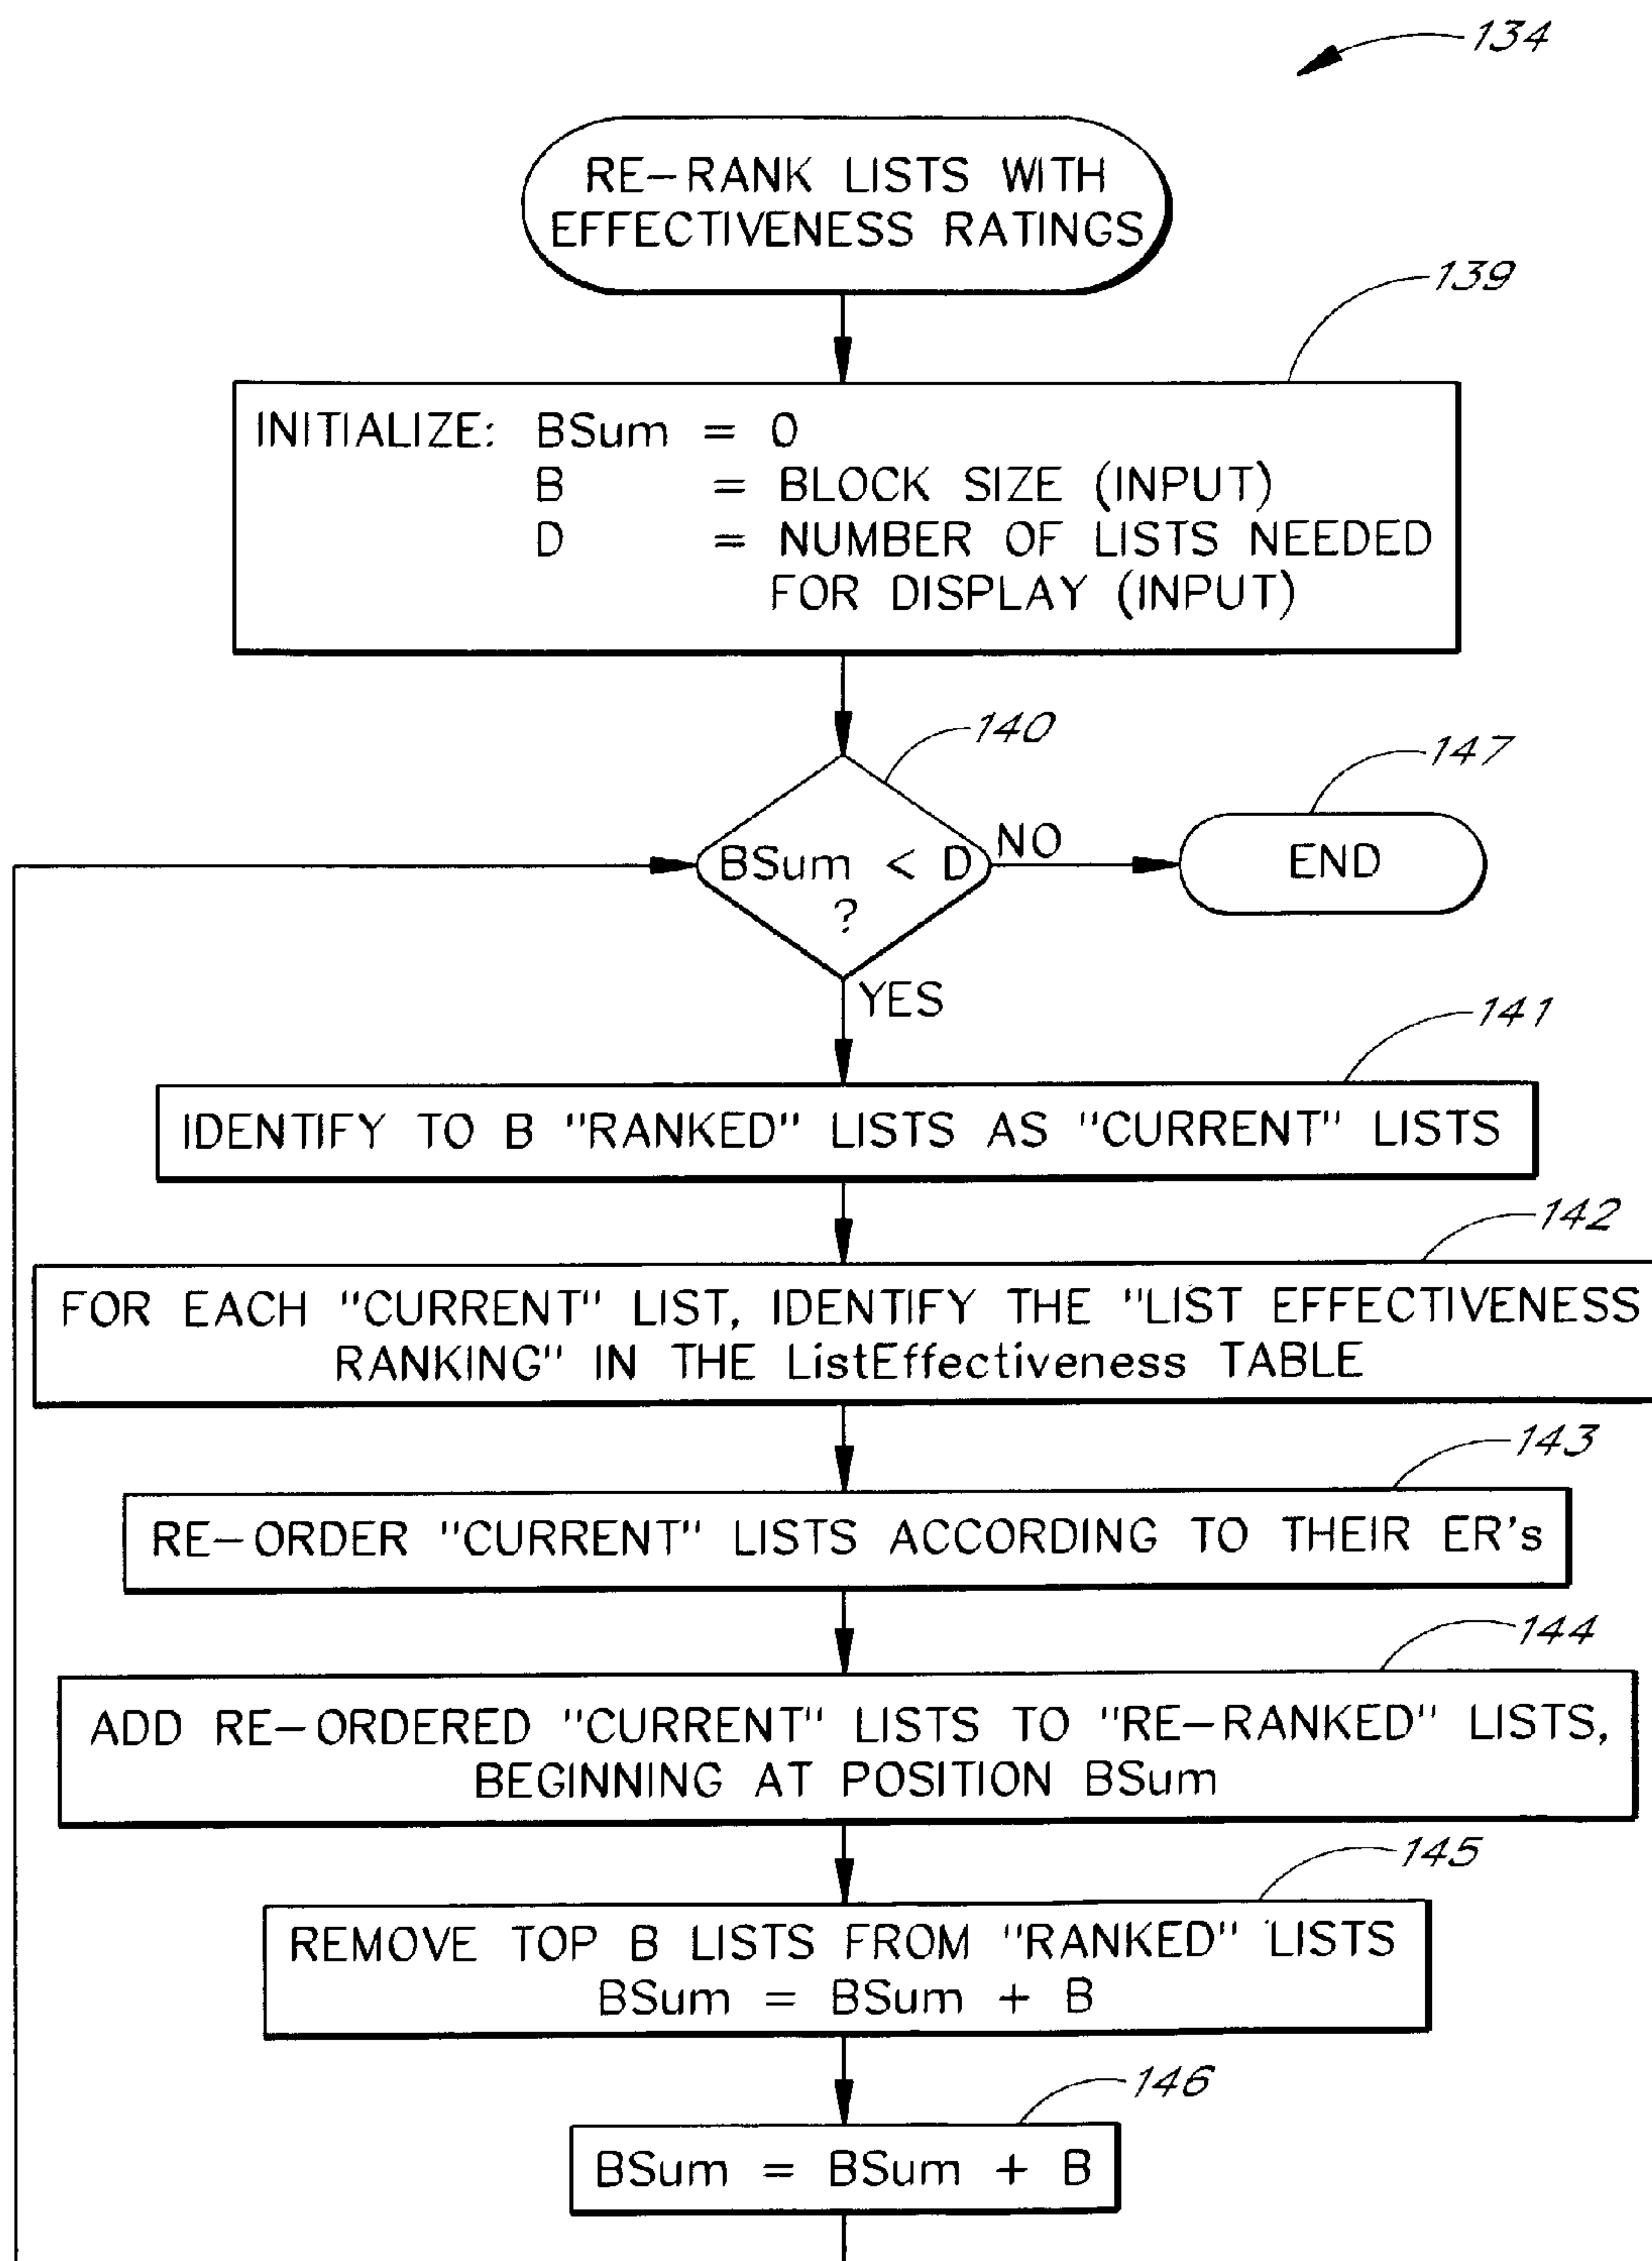 134
RE-RANK LISTS WITH
EFFECTIVENESS RATINGS
139
INITIALIZE: BSum = 0
B = BLOCK SIZE (INPUT)
D = NUMBER OF LISTS NEEDED
FOR DISPLAY (INPUT)
140
147
BSum < D
?
NO
END
YES
141
IDENTIFY TO B "RANKED" LISTS AS "CURRENT" LISTS
142
FOR EACH "CURRENT" LIST, IDENTIFY THE "LIST EFFECTIVENESS
RANKING" IN THE ListEffectiveness TABLE
143
RE-ORDER "CURRENT" LISTS ACCORDING TO THEIR ER's
144
ADD RE-ORDERED "CURRENT" LISTS TO "RE-RANKED" LISTS,
BEGINNING AT POSITION BSum
145
REMOVE TOP B LISTS FROM "RANKED" LISTS
BSum = BSum + B
146
BSum = BSum + B